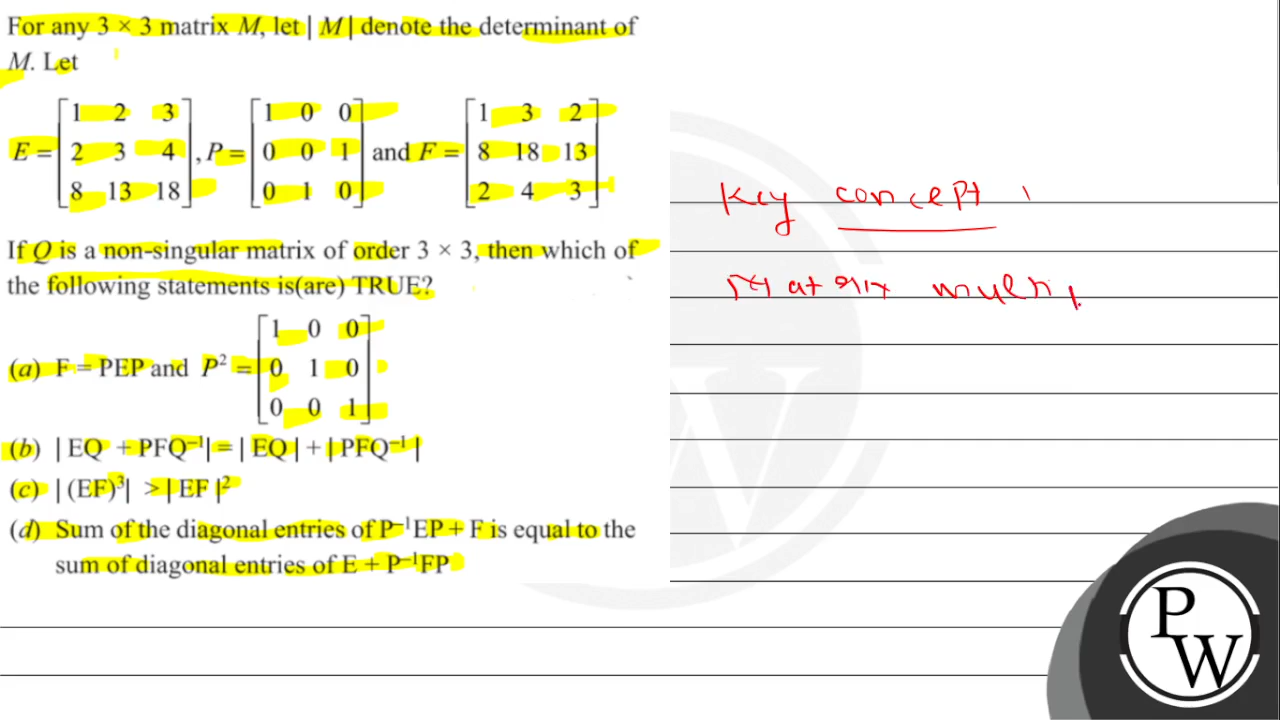 For any 3 × 3 matrix M, let | M | denote the determinant of
M. Let
E = [1 2 3; 2 3 4; 8 13 18], P = [1 0 0; 0 0 1; 0 1 0] and F = [1 3 2; 8 18 13; 2 4 3]
If Q is a non-singular matrix of order 3 × 3, then which of
the following statements is(are) TRUE?
(a) F = PEP and P² = [1 0 0; 0 1 0; 0 0 1]
(b) | EQ + PFQ⁻¹| = | EQ | + | PFQ⁻¹ |
(c) | (EF)³| > | EF |²
(d) Sum of the diagonal entries of P⁻¹EP + F is equal to the
sum of diagonal entries of E + P⁻¹FP
Key concept
Matrix multip
P
W